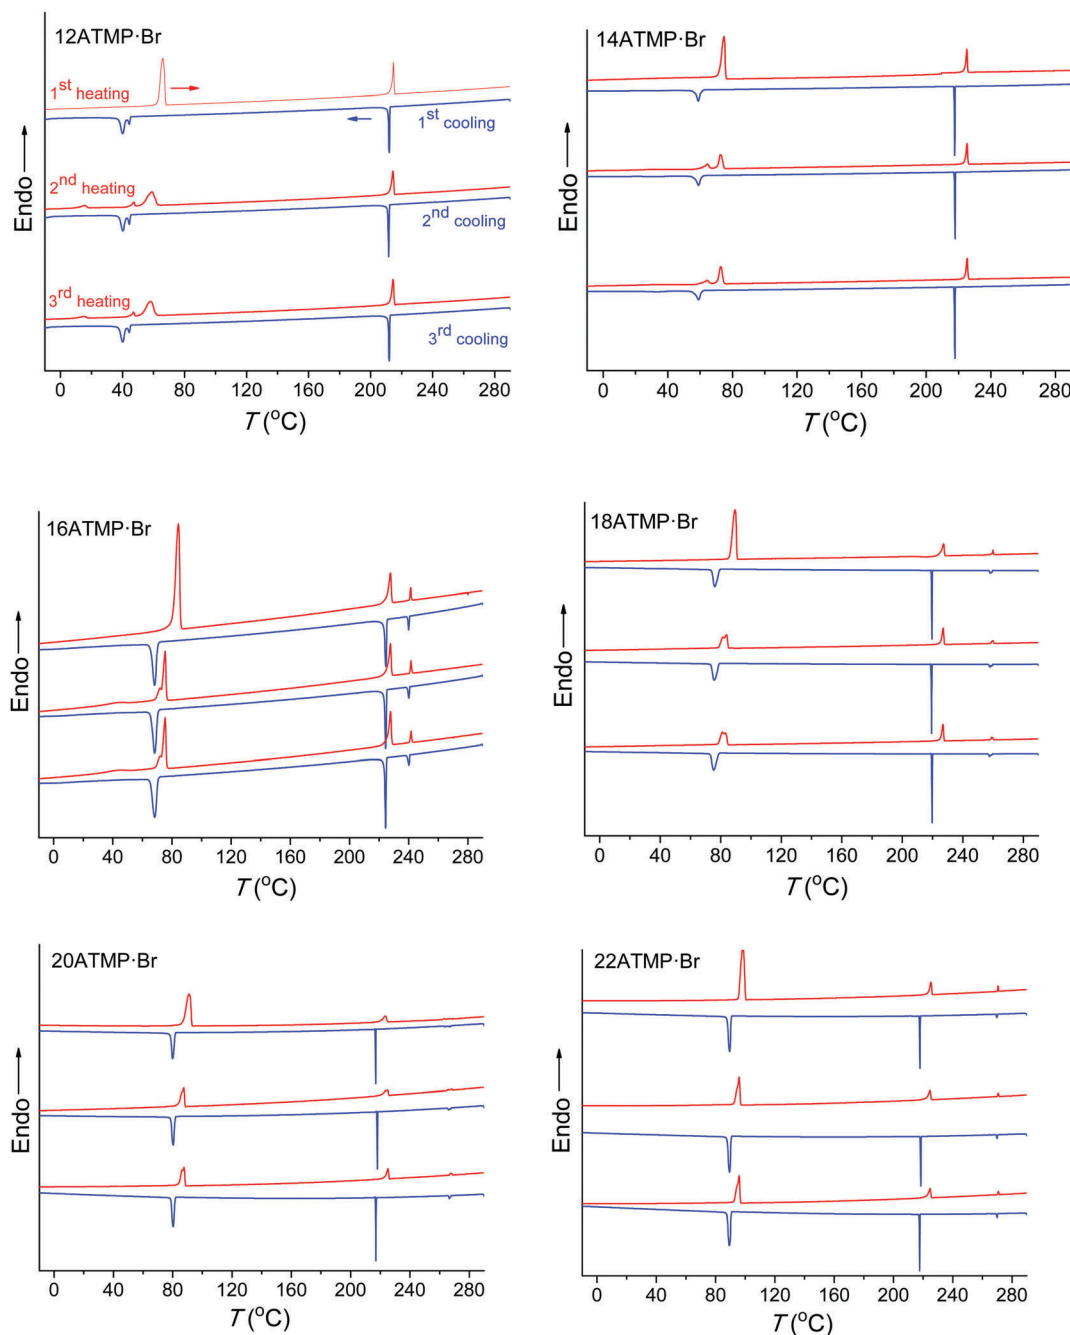 12ATMP·Br
1st heating
1st cooling
2nd heating
2nd cooling
3rd heating
3rd cooling
Endo
0 40 80 120 160 200 240 280
T (°C)
14ATMP·Br
Endo
0 40 80 120 160 200 240 280
T (°C)
16ATMP·Br
Endo
0 40 80 120 160 200 240 280
T (°C)
18ATMP·Br
Endo
0 40 80 120 160 200 240 280
T (°C)
20ATMP·Br
Endo
0 40 80 120 160 200 240 280
T (°C)
22ATMP·Br
Endo
0 40 80 120 160 200 240 280
T (°C)